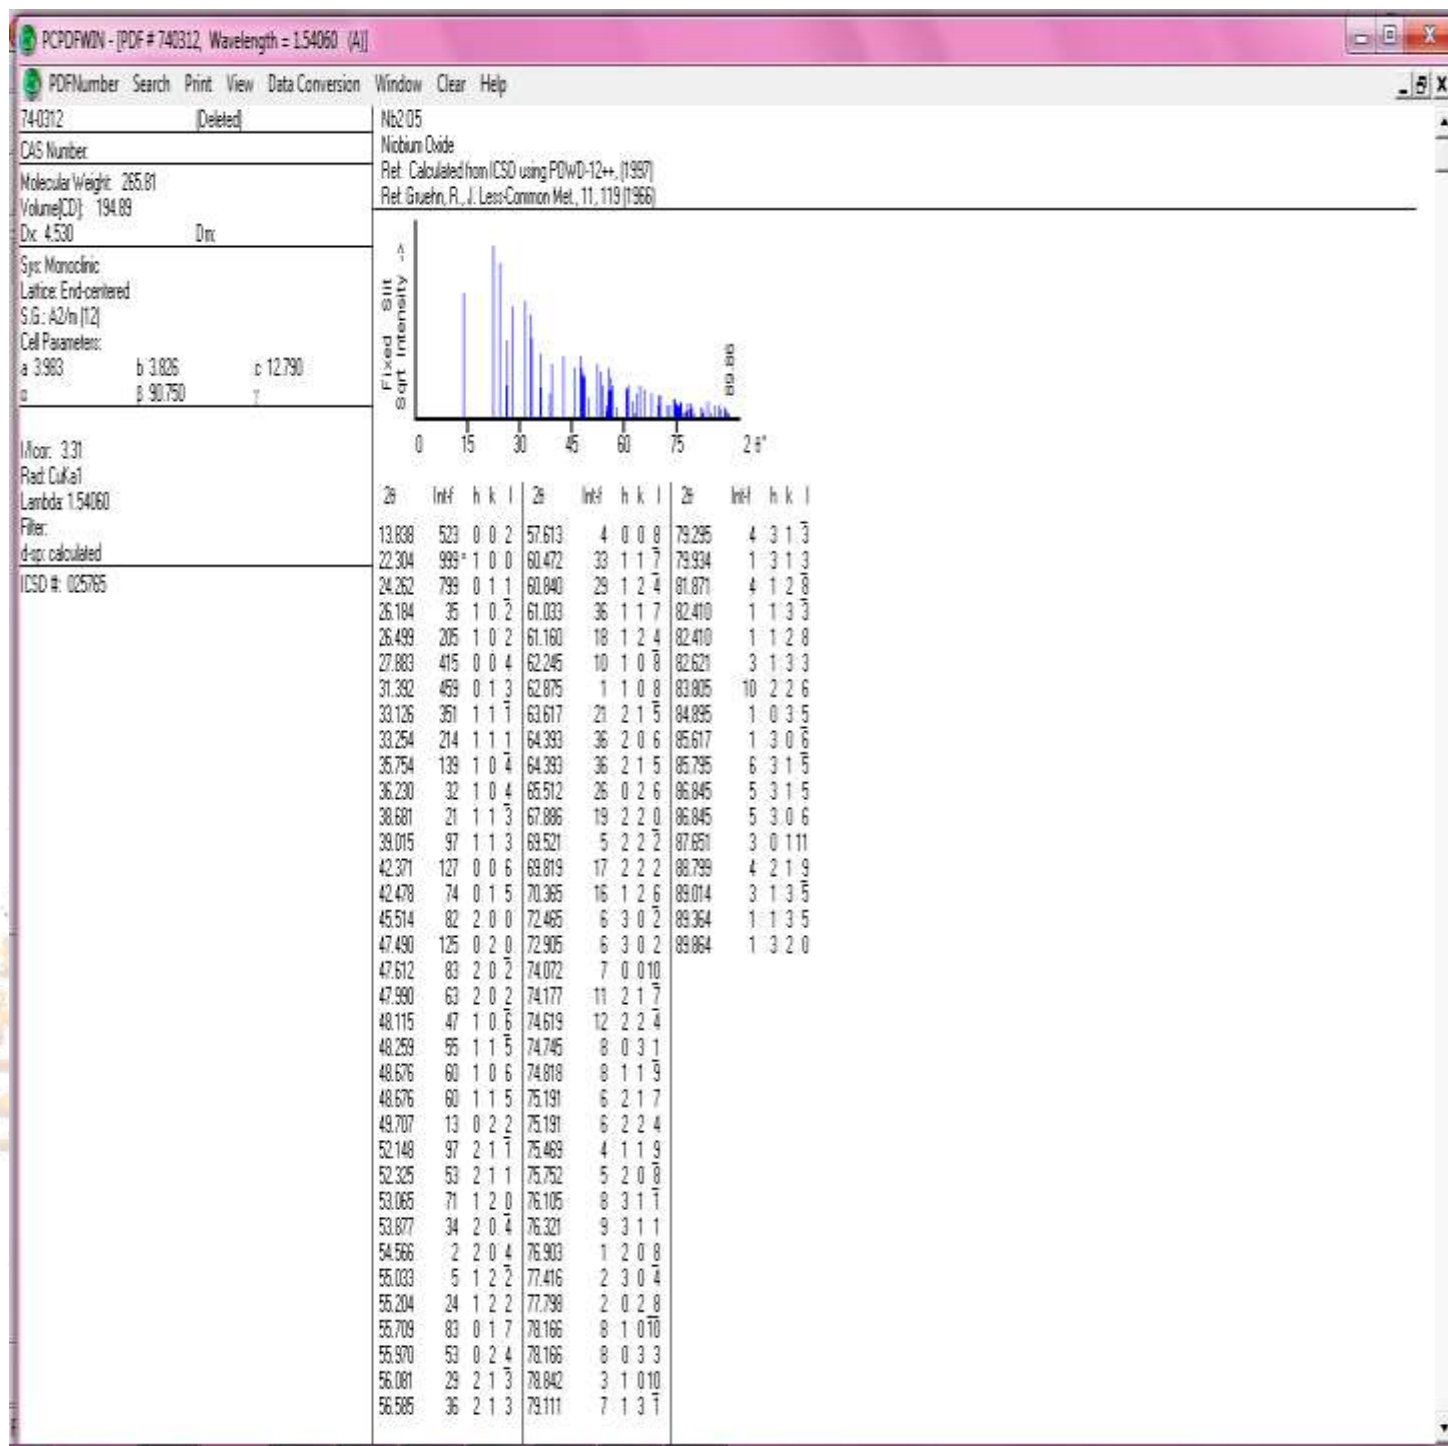 PCPDFWIN - [PDF # 740312, Wavelength = 1.54060 (A)]
PDFNumber Search Print View Data Conversion Window Clear Help
74-0312 [Deleted]
CAS Number:
Molecular Weight: 265.81
Volume[CD]: 194.89
Dx: 4.530 Dm:
Sys: Monoclinic
Lattice: End-centered
S.G.: A2/m (12)
Cell Parameters:
a 3.983 b 3.826 c 12.790
α β 90.750 γ
I/Icor: 3.31
Rad: CuKa1
Lambda: 1.54060
Filter:
d-sp: calculated
ICSD #: 025765
Nb2 O5
Niobium Oxide
Ref: Calculated from ICSD using POWD-12++, (1997)
Ref: Gruehn, R., J. Less-Common Met., 11, 119 (1966)
Fixed Slit
Sqrt Intensity ->
89.86
0 15 30 45 60 75 2 θ°
2θ Int-f h k l 2θ Int-f h k l 2θ Int-f h k l
13.838 523 0 0 2 57.613 4 0 0 8 79.295 4 3 1 3̅
22.304 999* 1 0 0 60.472 33 1 1 7̅ 79.934 1 3 1 3
24.262 799 0 1 1 60.840 29 1 2 4̅ 81.871 4 1 2 8̅
26.184 35 1 0 2̅ 61.033 36 1 1 7 82.410 1 1 3 3̅
26.499 205 1 0 2 61.160 18 1 2 4 82.410 1 1 2 8
27.883 415 0 0 4 62.245 10 1 0 8̅ 82.621 3 1 3 3
31.392 459 0 1 3 62.875 1 1 0 8 83.805 10 2 2 6
33.126 351 1 1 1̅ 63.617 21 2 1 5̅ 84.895 1 0 3 5
33.254 214 1 1 1 64.393 36 2 0 6 85.617 1 3 0 6̅
35.754 139 1 0 4̅ 64.393 36 2 1 5 85.795 6 3 1 5̅
36.230 32 1 0 4 65.512 26 0 2 6 86.845 5 3 1 5
38.681 21 1 1 3̅ 67.886 19 2 2 0 86.845 5 3 0 6
39.015 97 1 1 3 69.521 5 2 2 2̅ 87.651 3 0 1 11
42.371 127 0 0 6 69.819 17 2 2 2 88.799 4 2 1 9
42.478 74 0 1 5 70.365 16 1 2 6 89.014 3 1 3 5̅
45.514 82 2 0 0 72.465 6 3 0 2̅ 89.364 1 1 3 5
47.490 125 0 2 0 72.905 6 3 0 2 89.864 1 3 2 0
47.612 83 2 0 2̅ 74.072 7 0 0 10
47.990 63 2 0 2 74.177 11 2 1 7̅
48.115 47 1 0 6̅ 74.619 12 2 2 4̅
48.259 55 1 1 5̅ 74.745 8 0 3 1
48.676 60 1 0 6 74.818 8 1 1 9̅
48.676 60 1 1 5 75.191 6 2 1 7
49.707 13 0 2 2 75.191 6 2 2 4
52.148 97 2 1 1̅ 75.469 4 1 1 9
52.325 53 2 1 1 75.752 5 2 0 8̅
53.065 71 1 2 0 76.105 8 3 1 1̅
53.877 34 2 0 4̅ 76.321 9 3 1 1
54.566 2 2 0 4 76.903 1 2 0 8
55.033 5 1 2 2̅ 77.416 2 3 0 4̅
55.204 24 1 2 2 77.798 2 0 2 8
55.709 83 0 1 7 78.166 8 1 0 1̅0̅
55.970 53 0 2 4 78.166 8 0 3 3
56.081 29 2 1 3̅ 78.842 3 1 0 10
56.585 36 2 1 3 79.111 7 1 3 1̅